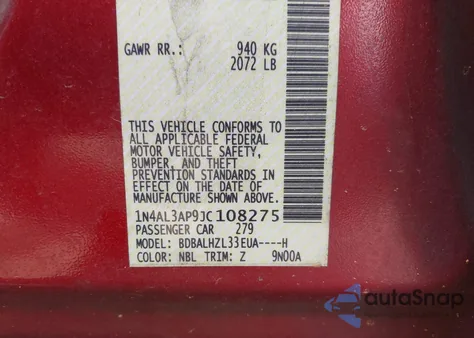 GAWR RR.: 940 KG
2072 LB
THIS VEHICLE CONFORMS TO
ALL APPLICABLE FEDERAL
MOTOR VEHICLE SAFETY,
BUMPER, AND THEFT
PREVENTION STANDARDS IN
EFFECT ON THE DATE OF
MANUFACTURE SHOWN ABOVE.
1N4AL3AP9JC108275
PASSENGER CAR 279
MODEL: BDBALHZL33EUA----H
COLOR: NBL TRIM: Z 9N00A
autaSnap